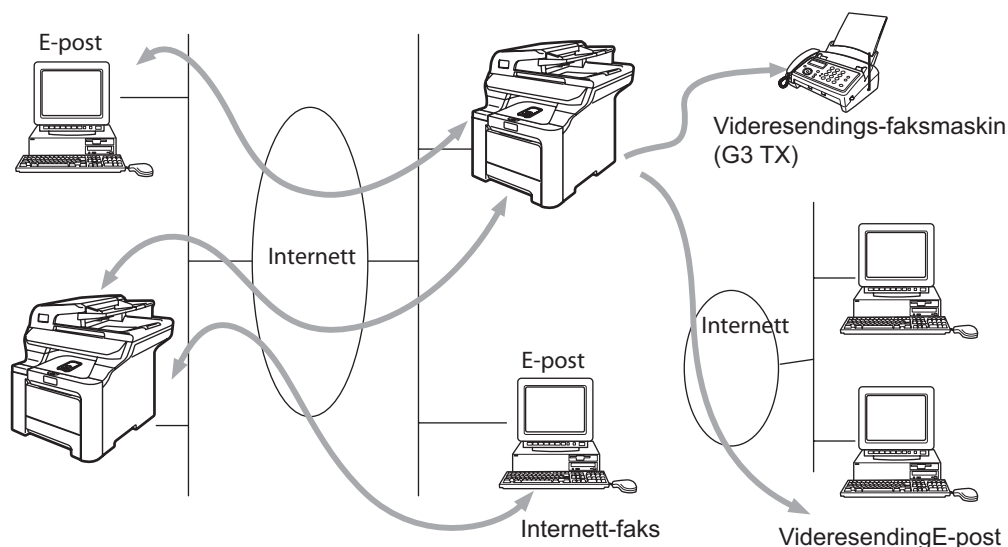 E-post
Videresendings-faksmaskin
(G3 TX)
Internett
Internett
E-post
Internett-faks
VideresendingE-post